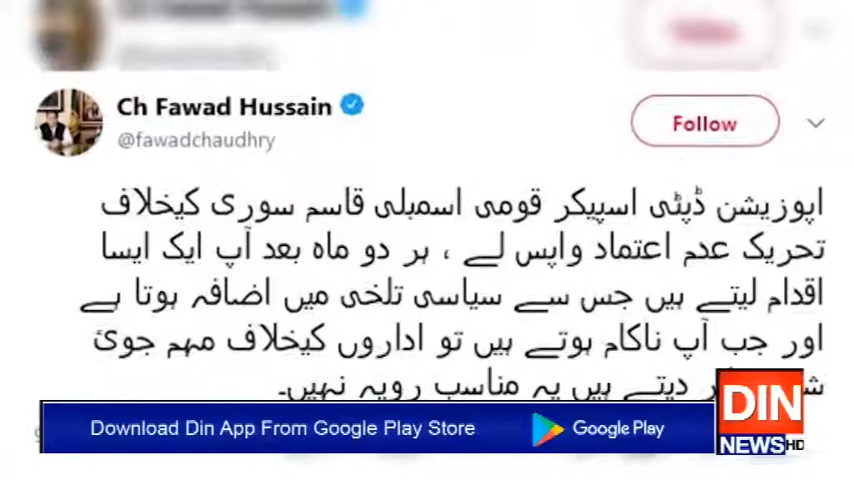 Ch Fawad Hussain
@fawadchaudhry
Follow
اپوزیشن ڈپٹی اسپیکر قومی اسمبلی قاسم سوری کیخلاف
تحریک عدم اعتماد واپس لے ، ہر دو ماہ بعد آپ ایک ایسا
اقدام لیتے ہیں جس سے سیاسی تلخی میں اضافہ ہوتا ہے
اور جب آپ ناکام ہوتے ہیں تو اداروں کیخلاف مہم جوئ
دیتے ہیں یہ مناسب رویہ نہیں۔
Download Din App From Google Play Store
Google Play
DIN
NEWS HD